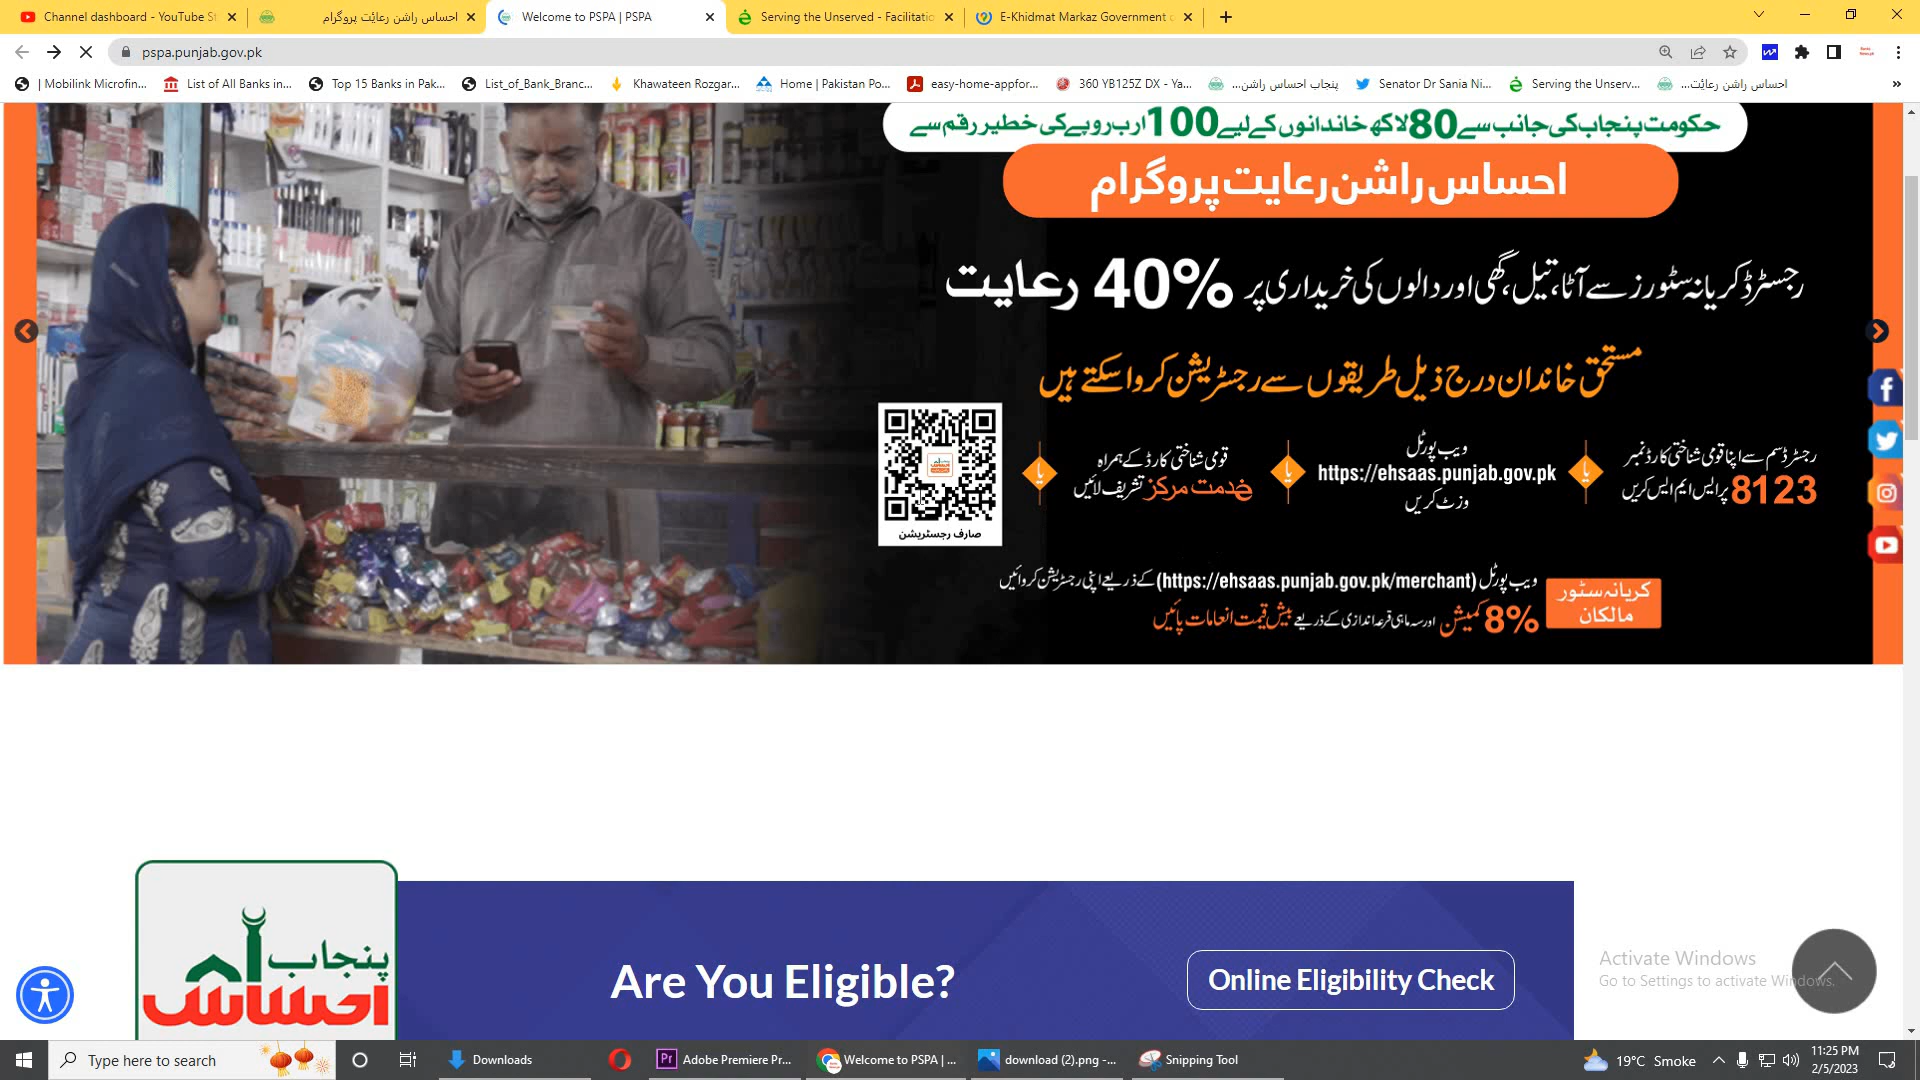 Channel dashboard - YouTube St
احساس راشن رعایٔت پروگرام
Welcome to PSPA | PSPA
Serving the Unserved - Facilitatio
E-Khidmat Markaz Government o
pspa.punjab.gov.pk
| Mobilink Microfin...
List of All Banks in...
Top 15 Banks in Pak...
List_of_Bank_Branc...
Khawateen Rozgar...
Home | Pakistan Po...
easy-home-appfor...
360 YB125Z DX - Ya...
پنجاب احساس راشن...
Senator Dr Sania Ni...
Serving the Unserv...
احساس راشن رعایٔت...
»
حکومت پنجاب کی جانب سے 80 لاکھ خاندانوں کے لیے 100 ارب روپے کی خطیر رقم سے
احساس راشن رعایت پروگرام
رجسٹرڈ کریانہ سٹورز سے آٹا، تیل، گھی اور دالوں کی خریداری پر 40% رعایت
مستحق خاندان درج ذیل طریقوں سے رجسٹریشن کروا سکتے ہیں
رجسٹرڈ سم سے اپنا قومی شناختی کارڈ نمبر
8123 پر ایس ایم ایس کریں
یا
ویب پورٹل
https://ehsaas.punjab.gov.pk
وزٹ کریں
یا
قومی شناختی کارڈ کے ہمراہ
خدمت مرکز تشریف لائیں
یا
صارف رجسٹریشن
کریانہ سٹور
مالکان
ویب پورٹل (https://ehsaas.punjab.gov.pk/merchant) کے ذریعے اپنی رجسٹریشن کروائیں
8% کمیشن اور سہ ماہی قرعہ اندازی کے ذریعے بیش قیمت انعامات پائیں
پنجاب
احساس
Are You Eligible?
Online Eligibility Check
Activate Windows
Go to Settings to activate Windows.
Type here to search
Downloads
Adobe Premiere Pr...
Welcome to PSPA | ...
download (2).png -...
Snipping Tool
19°C Smoke
11:25 PM
2/5/2023